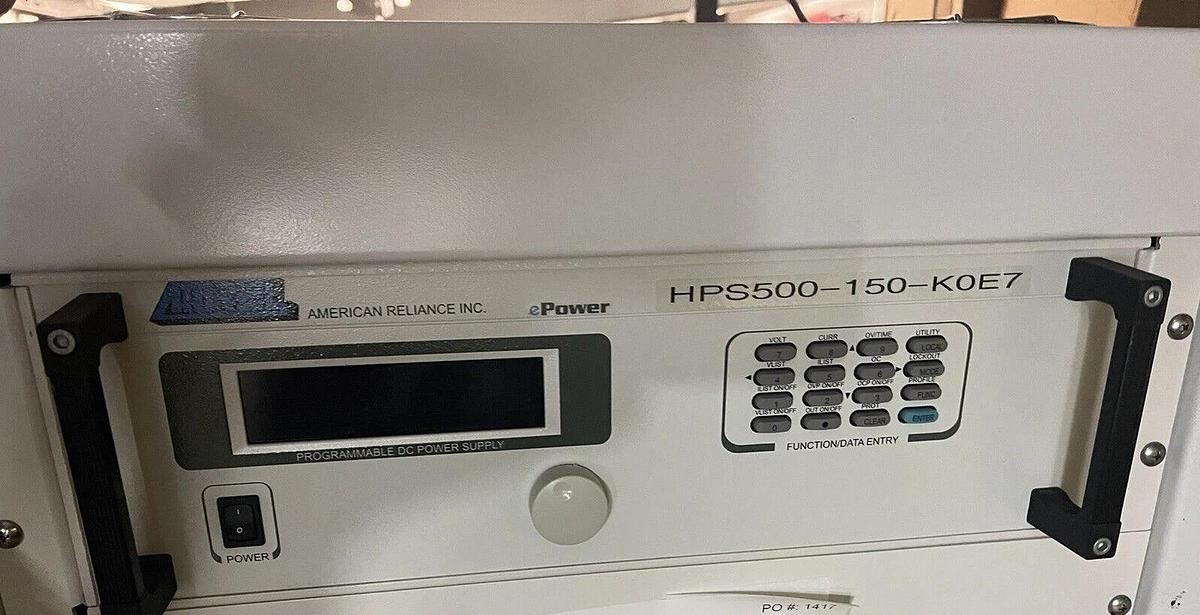 AMERICAN RELIANCE INC.
ePower
HPS500-150-K0E7
VOLT CURR OV/TIME UTILITY
7 8 9 LOCAL
VLIST ILIST OC LOCKOUT
4 5 6 MODE
ILIST ON/OFF OVP ON/OFF OCP ON/OFF PROFILE
1 2 3 FUNC
VLIST ON/OFF OUT ON/OFF PROT
0 • CLEAR ENTER
FUNCTION/DATA ENTRY
PROGRAMMABLE DC POWER SUPPLY
I
O
POWER
PO #: 1417